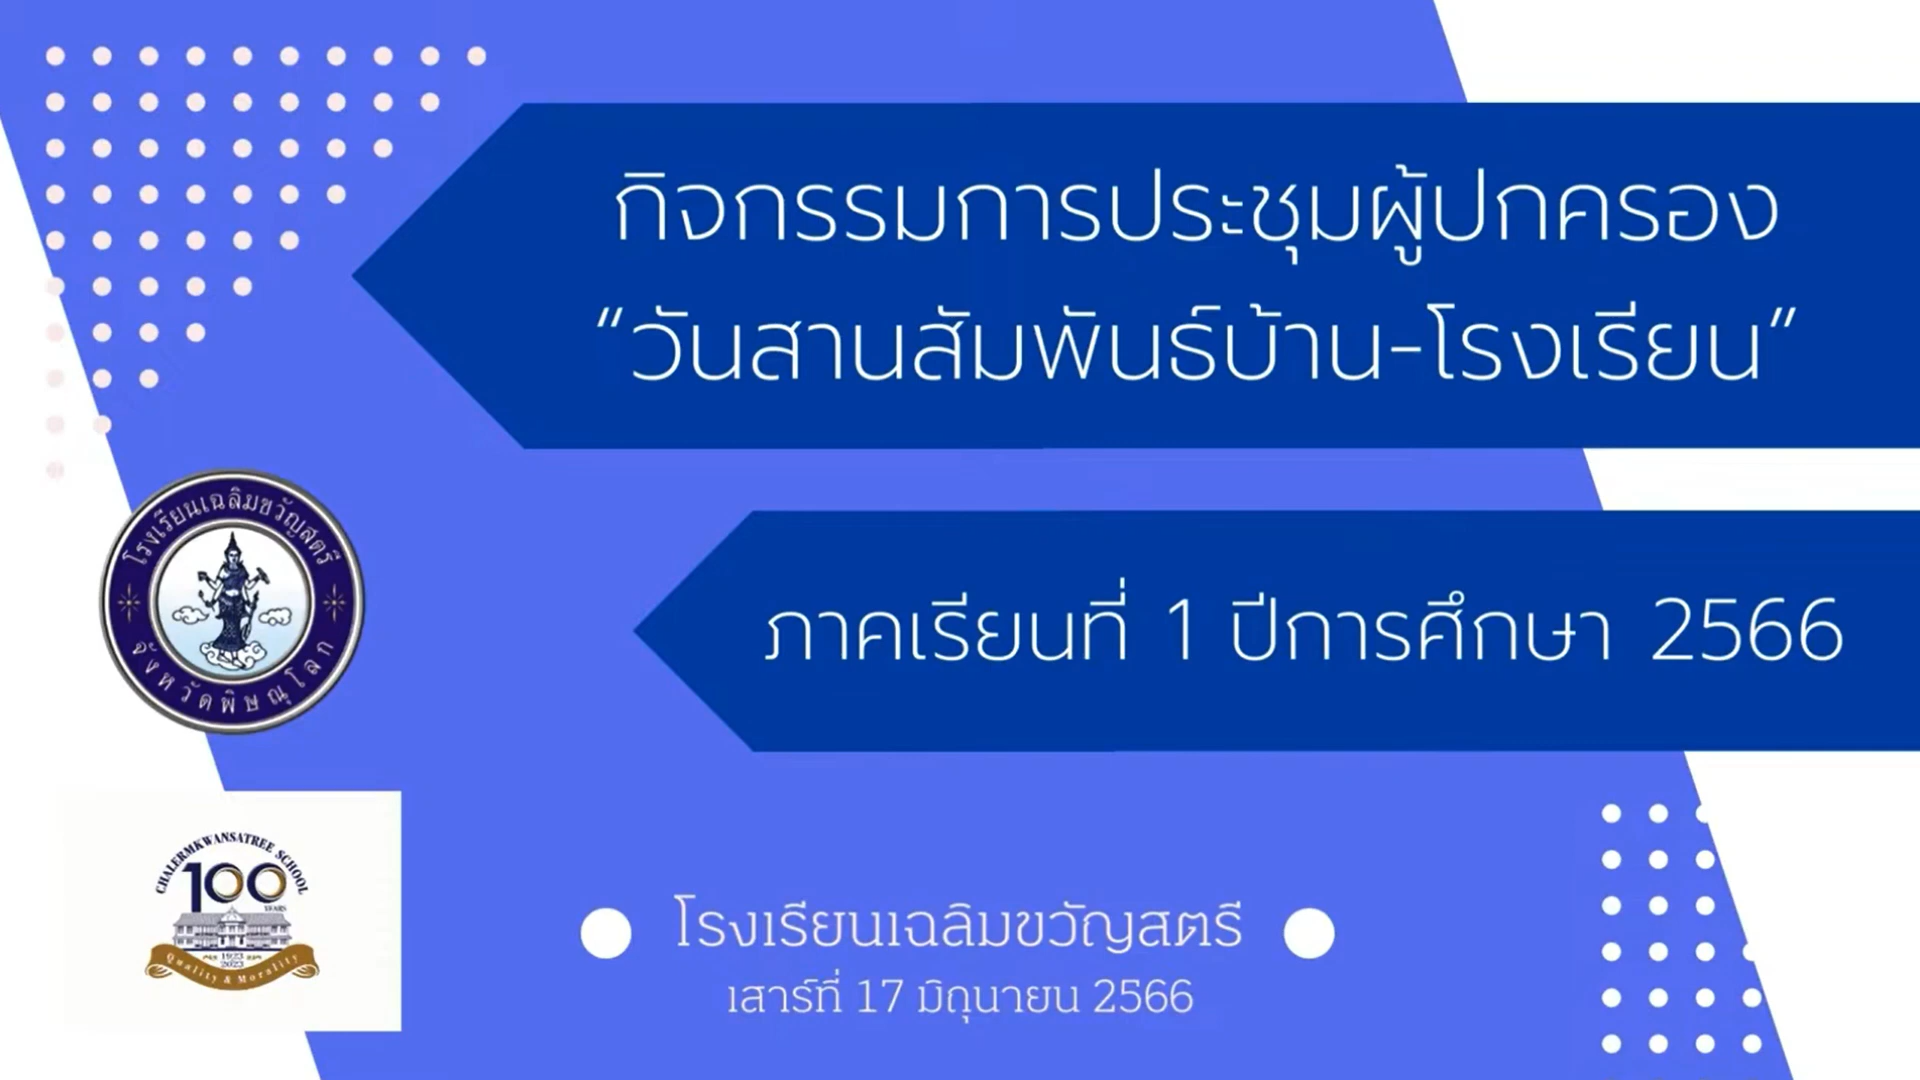 กิจกรรมการประชุมผู้ปกครอง
“วันสานสัมพันธ์บ้าน-โรงเรียน”
ภาคเรียนที่ 1 ปีการศึกษา 2566
โรงเรียนเฉลิมขวัญสตรี
จังหวัดพิษณุโลก
CHALERMKWANSATREE SCHOOL
100
YEARS
1923
2023
Quality & Morality
โรงเรียนเฉลิมขวัญสตรี
เสาร์ที่ 17 มิถุนายน 2566